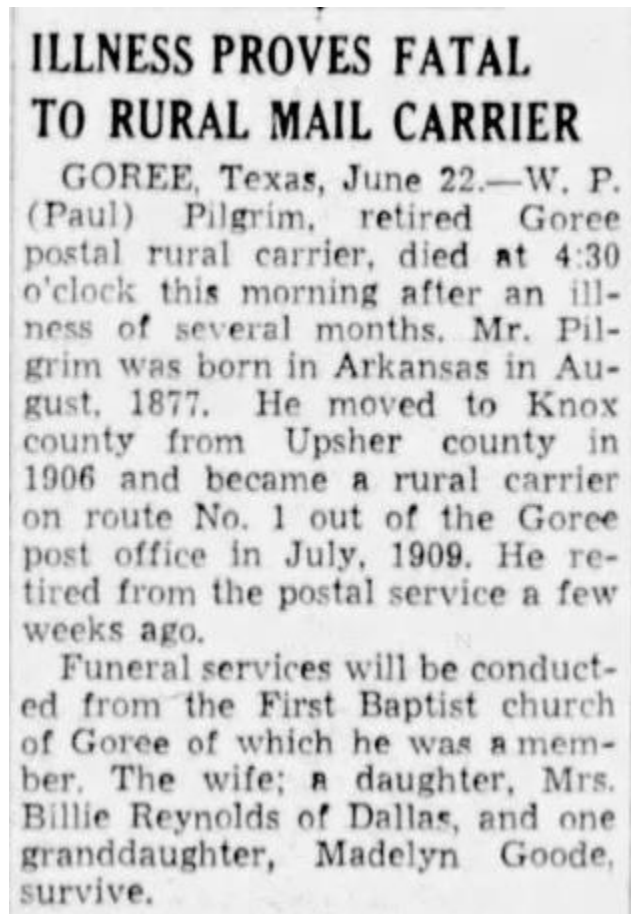 ILLNESS PROVES FATAL
TO RURAL MAIL CARRIER
GOREE, Texas, June 22.—W. P.
(Paul) Pilgrim, retired Goree
postal rural carrier, died at 4:30
o'clock this morning after an ill-
ness of several months. Mr. Pil-
grim was born in Arkansas in Au-
gust, 1877. He moved to Knox
county from Upsher county in
1906 and became a rural carrier
on route No. 1 out of the Goree
post office in July, 1909. He re-
tired from the postal service a few
weeks ago.
Funeral services will be conduct-
ed from the First Baptist church
of Goree of which he was a mem-
ber. The wife; a daughter, Mrs.
Billie Reynolds of Dallas, and one
granddaughter, Madelyn Goode,
survive.